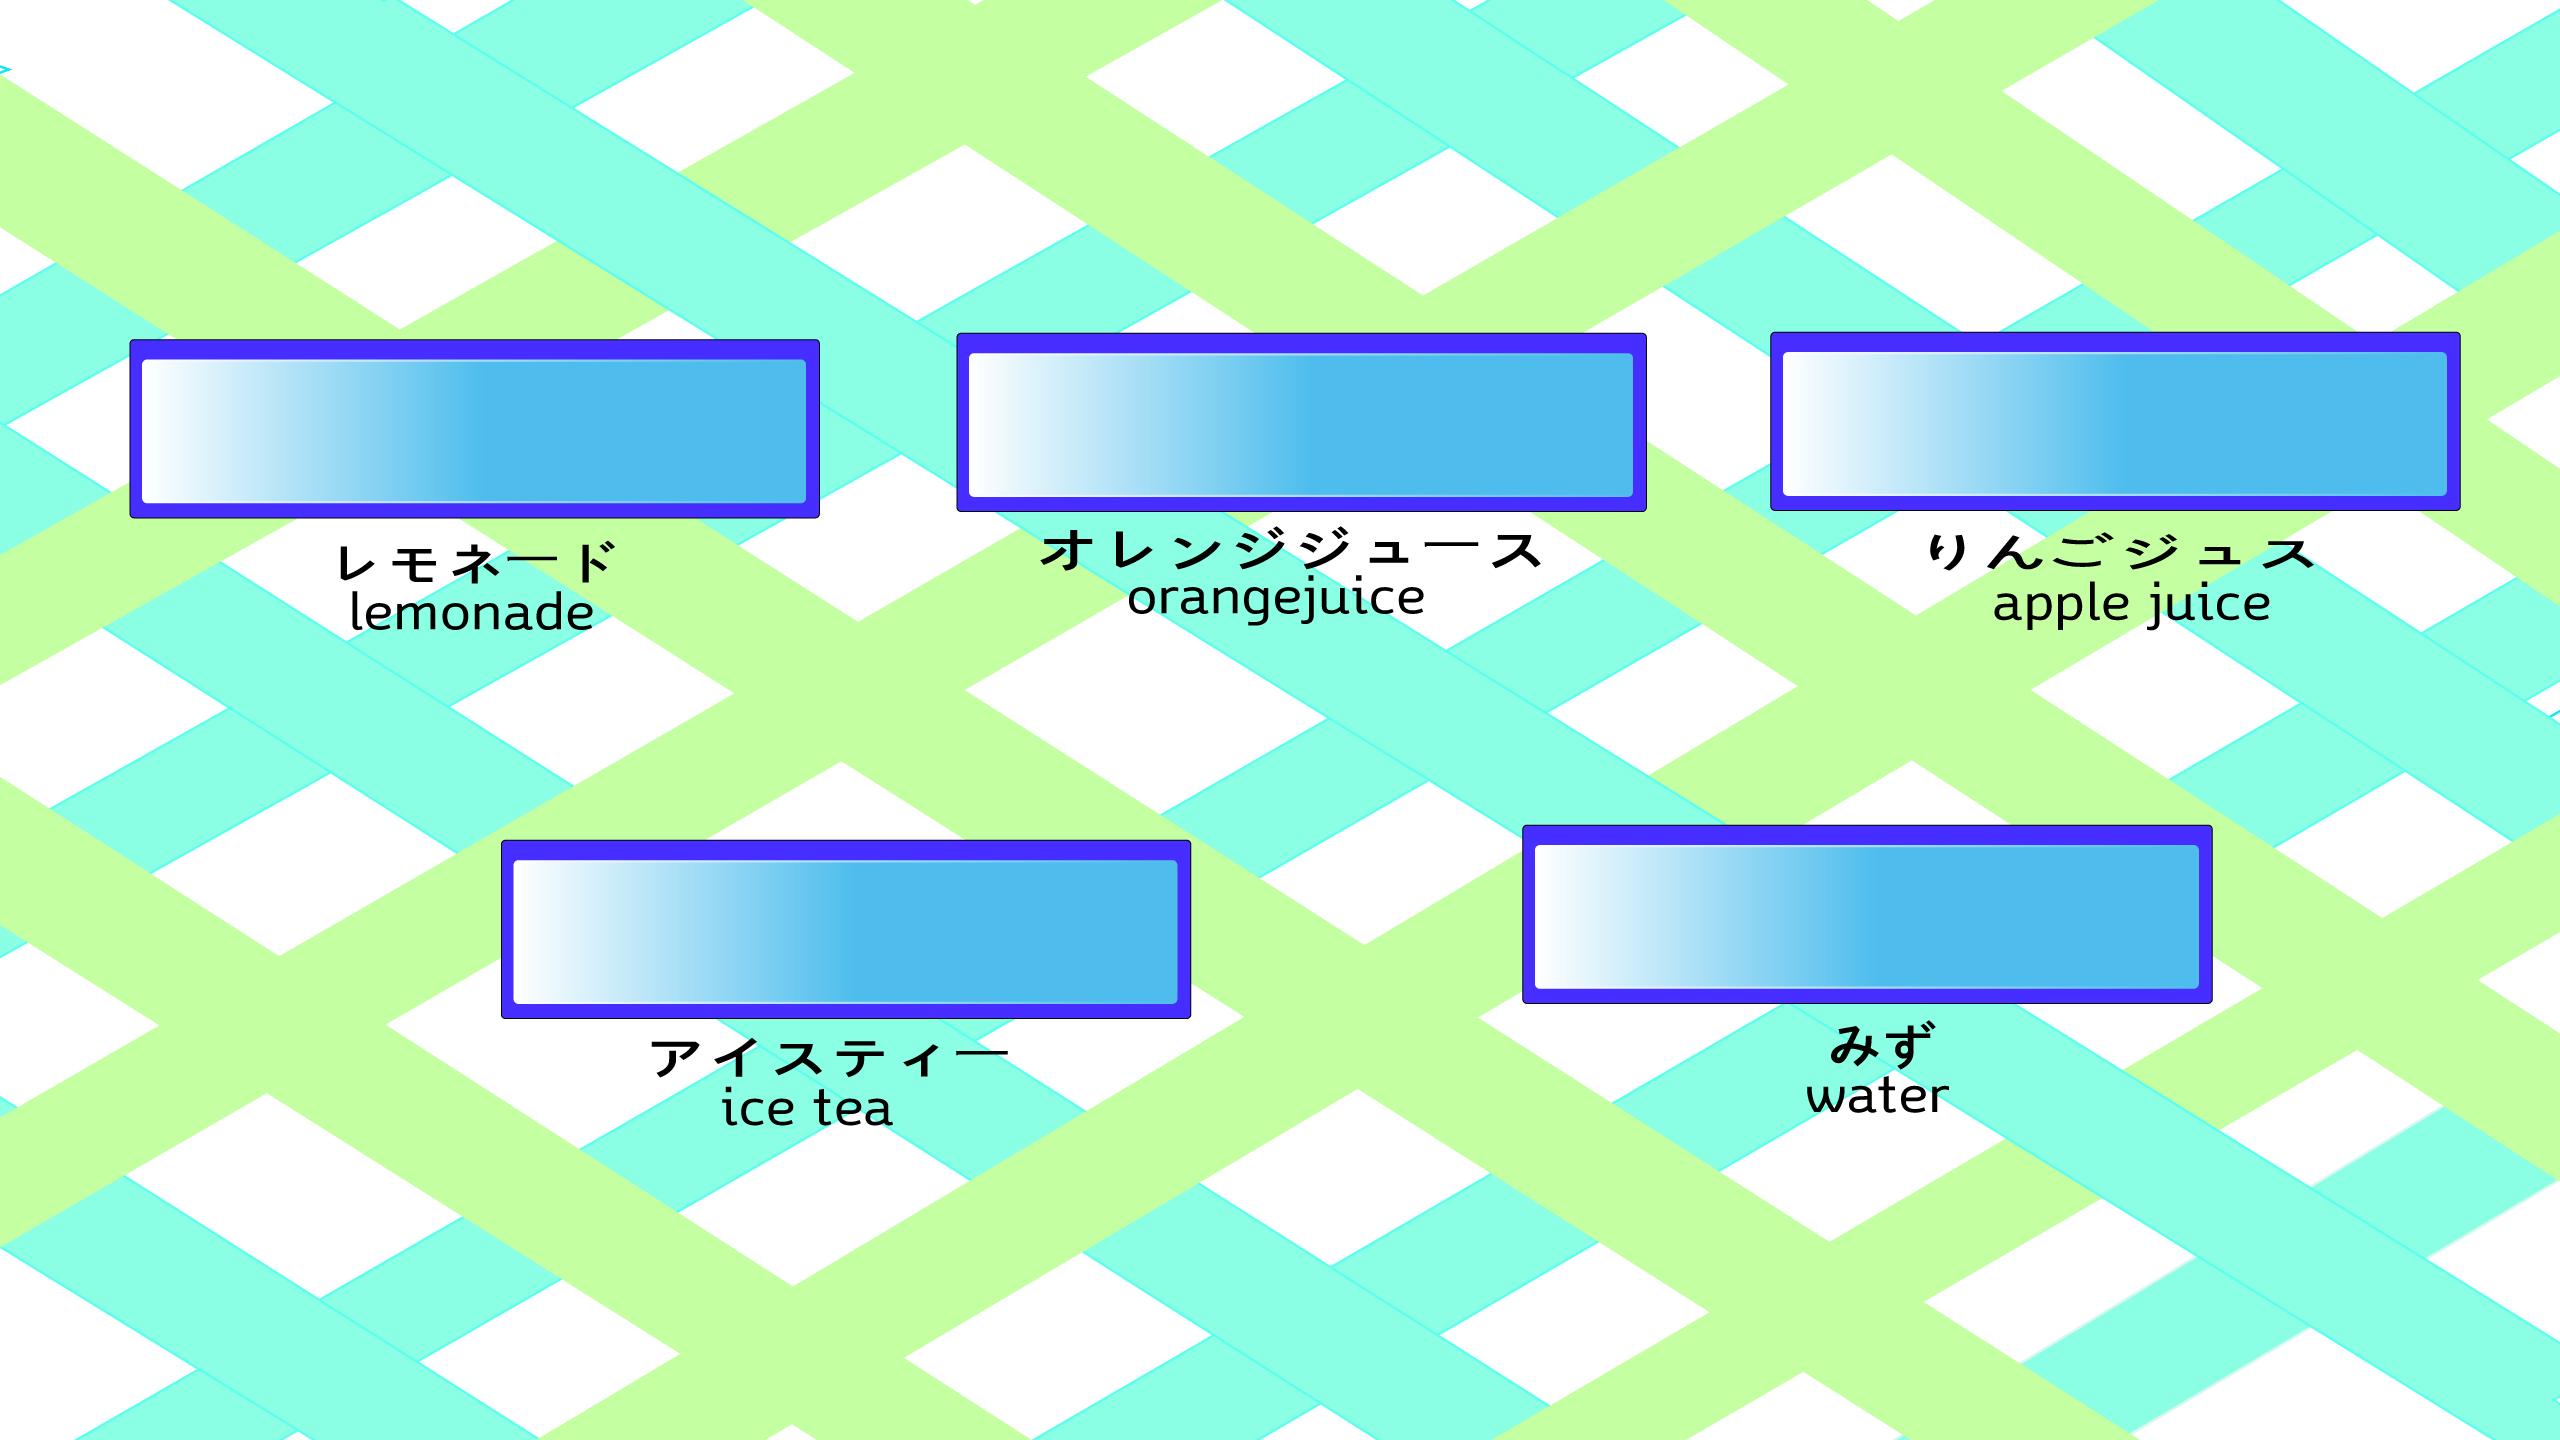 レモネード
lemonade
オレンジジュース
orangejuice
りんごジュス
apple juice
アイスティー
ice tea
みず
water